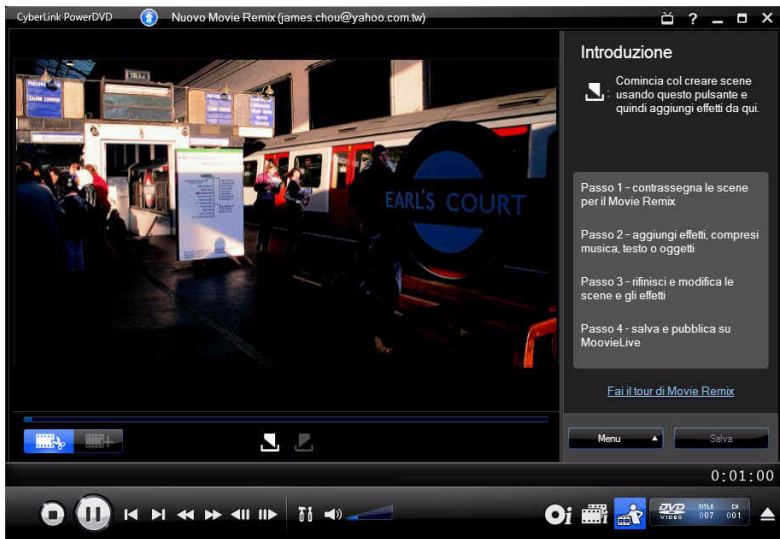 CyberLink PowerDVD
Nuovo Movie Remix (james.chou@yahoo.com.tw)
?
EARL'S COURT
Introduzione
: Comincia col creare scene
usando questo pulsante e
quindi aggiungi effetti da qui.
Passo 1 - contrassegna le scene
per il Movie Remix
Passo 2 - aggiungi effetti, compresi
musica, testo o oggetti
Passo 3 - rifinisci e modifica le
scene e gli effetti
Passo 4 - salva e pubblica su
MoovieLive
Fai il tour di Movie Remix
Menu
Salva
0:01:00
DVD
VIDEO
TITLE
007
CH
001